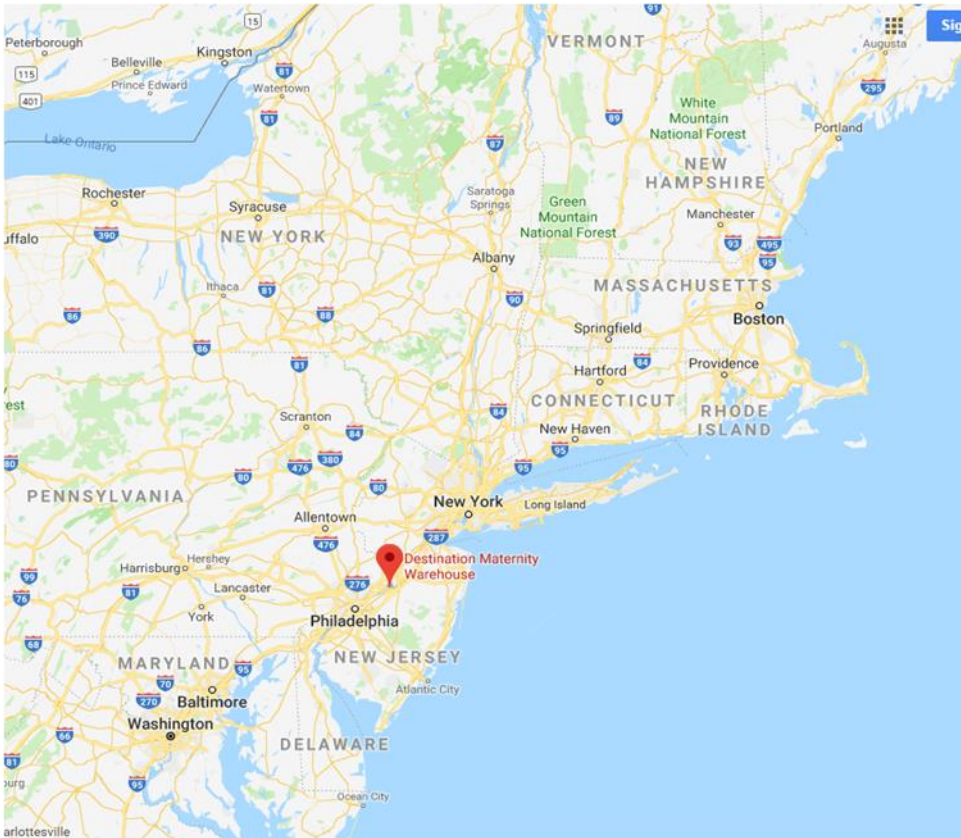 15
91
Sig
Peterborough
Kingston
VERMONT
Augusta
Belleville
115
Prince Edward
81
Watertown
295
401
White
Mountain
National Forest
81
89
Portland
Lake Ontario
87
NEW
HAMPSHIRE
Rochester
Saratoga
Springs
Syracuse
Green
Mountain
National Forest
Manchester
uffalo
390
NEW YORK
93
495
Albany
95
Ithaca
81
90
MASSACHUSETTS
86
88
Boston
Springfield
86
81
84
Providence
Hartford
CONNECTICUT
rest
Scranton
84
RHODE
ISLAND
84
New Haven
95
80
476
380
95
80
80
PENNSYLVANIA
New York
Long Island
Allentown
287
476
Destination Maternity
Warehouse
Hershey
Harrisburg
99
276
76
81
Lancaster
York
Philadelphia
68
NEW JERSEY
MARYLAND
95
70
Atlantic City
270
Baltimore
Washington
66
DELAWARE
81
95
burg
Ocean City
arlottesville